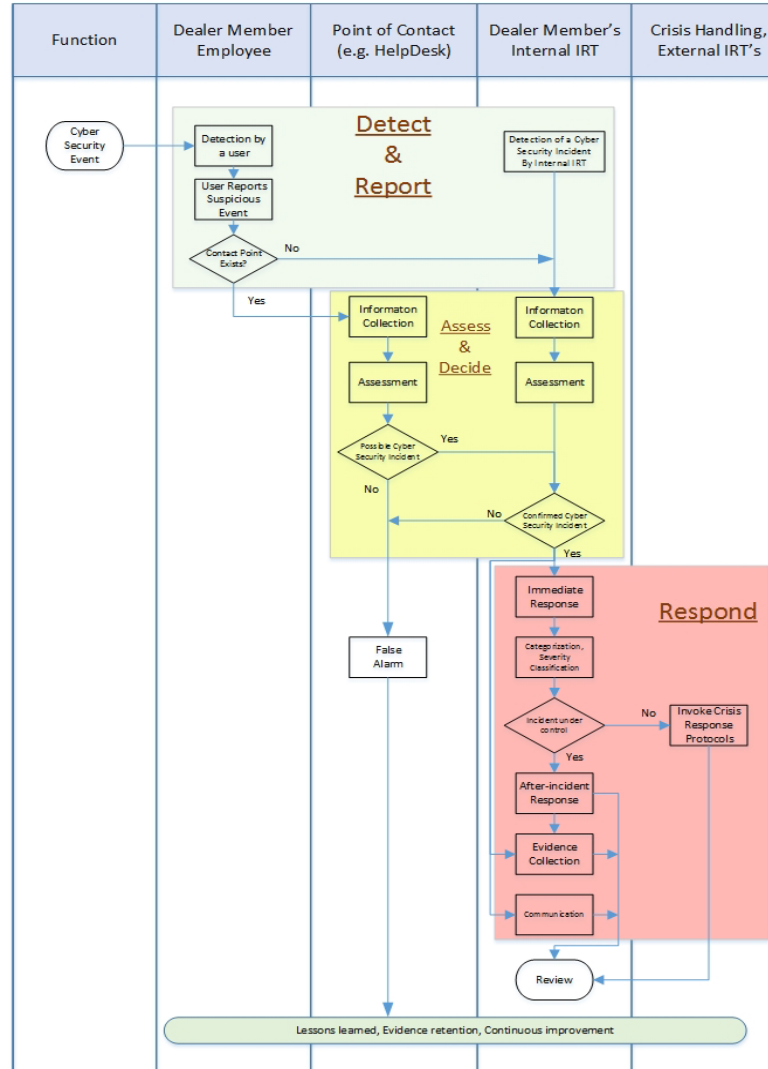 Function
Dealer Member
Employee
Point of Contact
(e.g. HelpDesk)
Dealer Member's
Internal IRT
Crisis Handling,
External IRT's
Cyber
Security
Event
Detection by
a user
Detect
&
Report
Detection of a Cyber
Security Incident
By Internal IRT
User Reports
Suspicious
Event
Contact Point
Exists?
No
Yes
Informaton
Collection
Assess
&
Decide
Informaton
Collection
Assessment
Assessment
Possible Cyber
Security Incident
Yes
No
Confirmed Cyber
Security Incident
No
Yes
Immediate
Response
Respond
False
Alarm
Categorization,
Severity
Classification
Incident under
control
No
Invoke Crisis
Response
Protocols
Yes
After-incident
Response
Evidence
Collection
Communication
Review
Lessons learned, Evidence retention, Continuous improvement